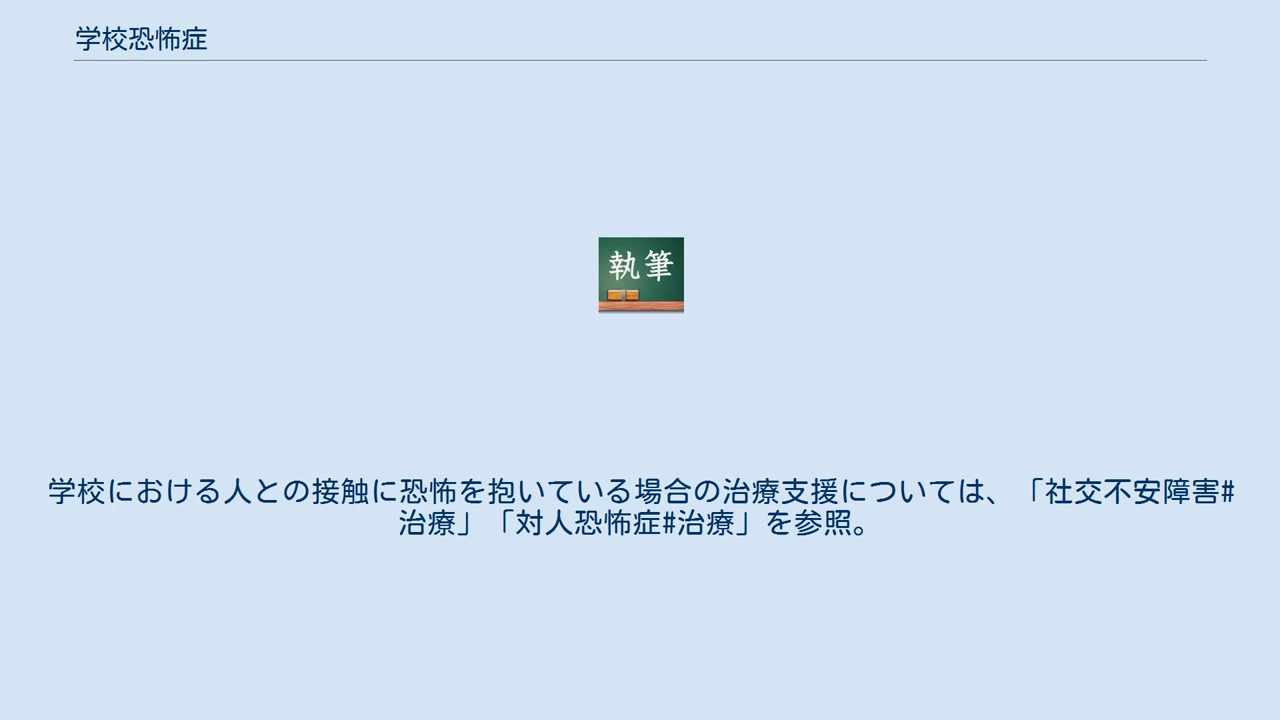 学校恐怖症
執筆
学校における人との接触に恐怖を抱いている場合の治療支援については、「社交不安障害#
治療」「対人恐怖症#治療」を参照。